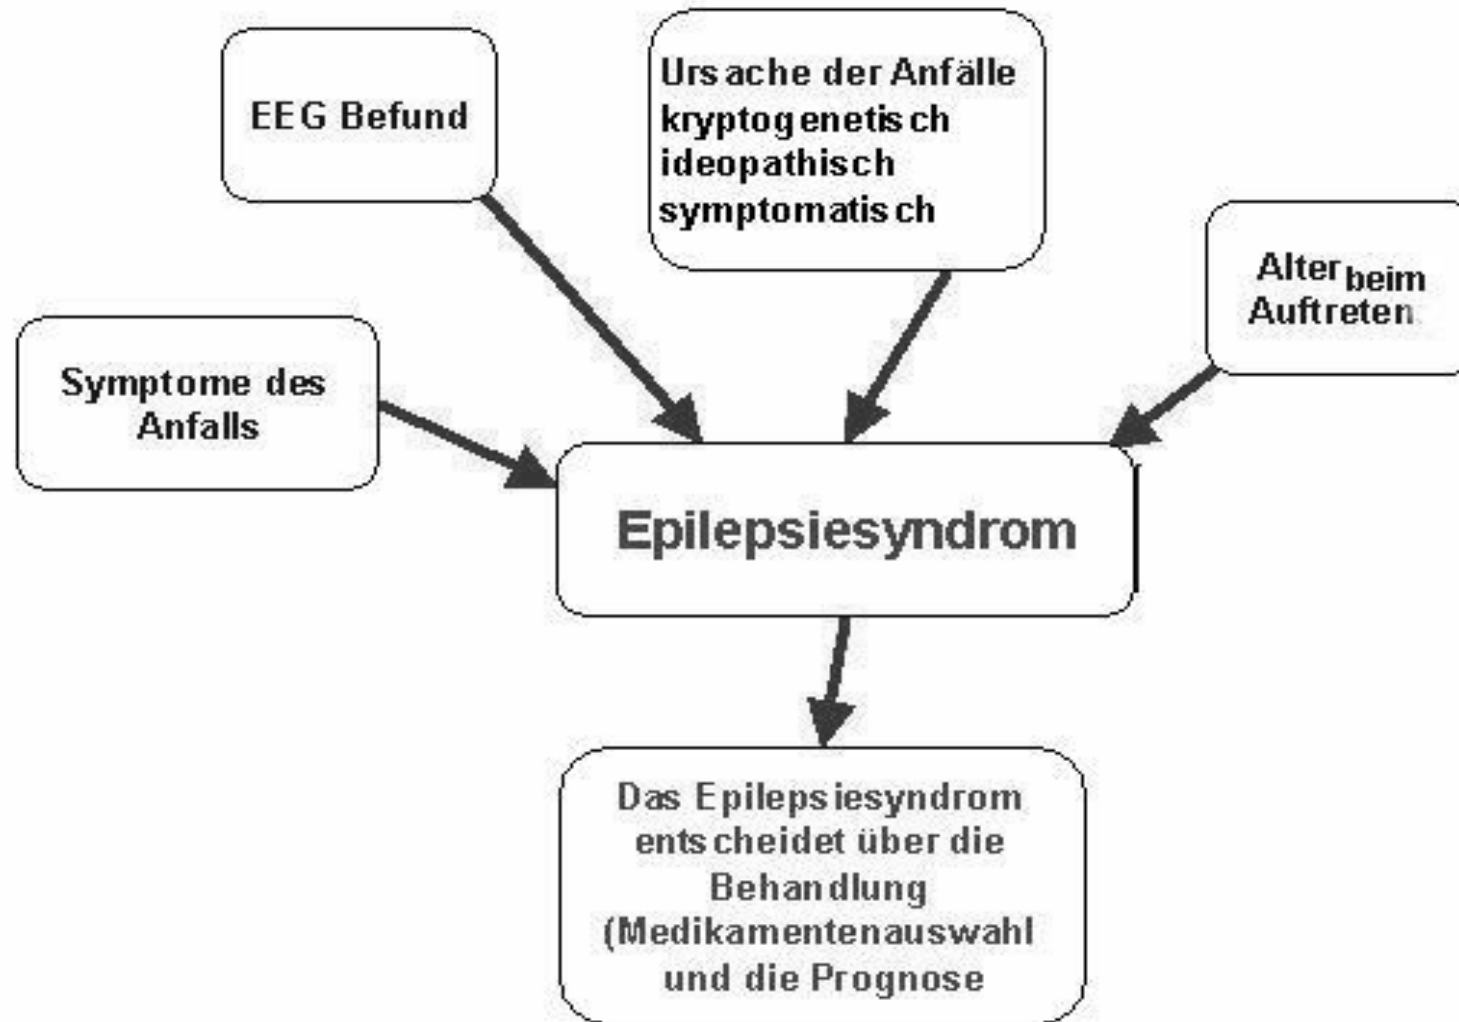 EEG Befund
Ursache der Anfälle
kryptogenetisch
ideopathisch
symptomatisch
Alter beim
Auftreten
Symptome des
Anfalls
Epilepsiesyndrom
Das Epilepsiesyndrom
entscheidet über die
Behandlung
(Medikamentenauswahl
und die Prognose